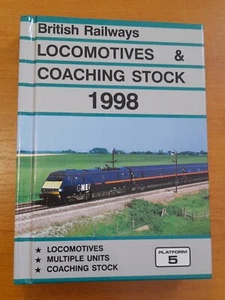 British Railways
LOCOMOTIVES &
COACHING STOCK
1998
GNER
★ LOCOMOTIVES
★ MULTIPLE UNITS
★ COACHING STOCK
PLATFORM
5